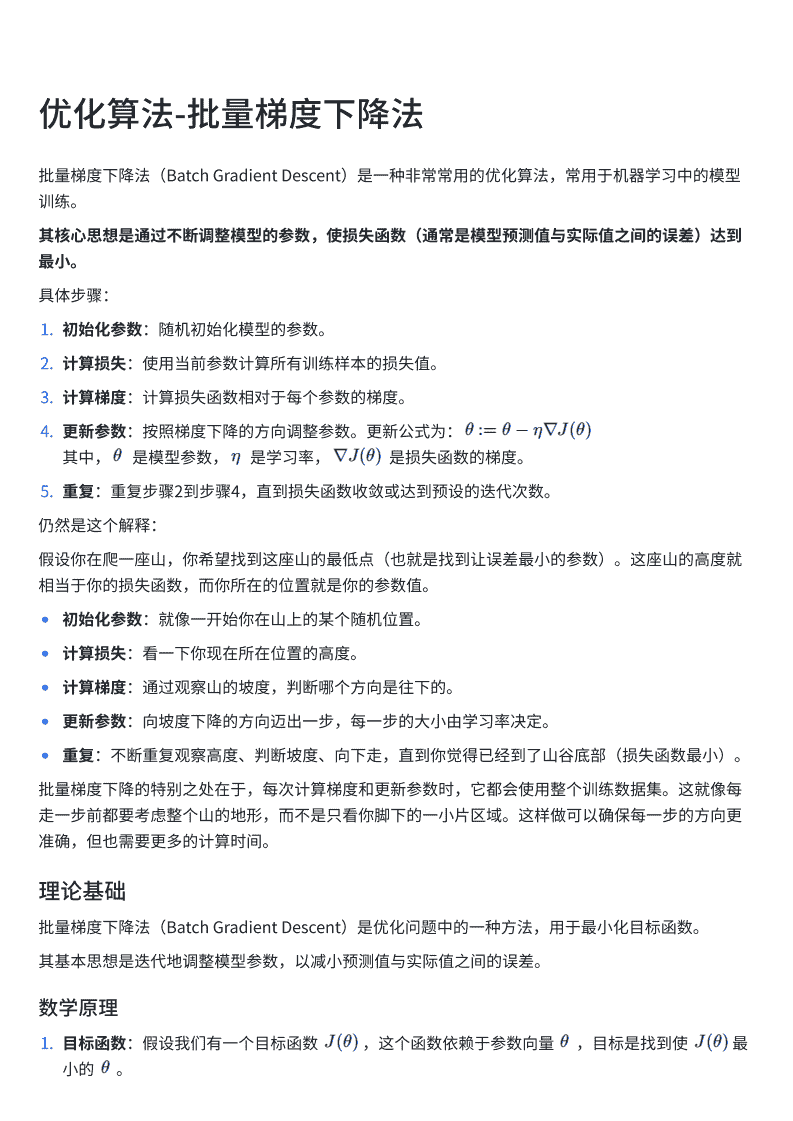 优化算法-批量梯度下降法
批量梯度下降法（Batch Gradient Descent）是一种非常常用的优化算法，常用于机器学习中的模型
训练。
其核心思想是通过不断调整模型的参数，使损失函数（通常是模型预测值与实际值之间的误差）达到
最小。
具体步骤：
1. 初始化参数：随机初始化模型的参数。
2. 计算损失：使用当前参数计算所有训练样本的损失值。
3. 计算梯度：计算损失函数相对于每个参数的梯度。
4. 更新参数：按照梯度下降的方向调整参数。更新公式为： θ := θ − η∇J(θ)
其中， θ 是模型参数， η 是学习率， ∇J(θ) 是损失函数的梯度。
5. 重复：重复步骤2到步骤4，直到损失函数收敛或达到预设的迭代次数。
仍然是这个解释：
假设你在爬一座山，你希望找到这座山的最低点（也就是找到让误差最小的参数）。这座山的高度就
相当于你的损失函数，而你所在的位置就是你的参数值。
• 初始化参数：就像一开始你在山上的某个随机位置。
• 计算损失：看一下你现在所在位置的高度。
• 计算梯度：通过观察山的坡度，判断哪个方向是往下的。
• 更新参数：向坡度下降的方向迈出一步，每一步的大小由学习率决定。
• 重复：不断重复观察高度、判断坡度、向下走，直到你觉得已经到了山谷底部（损失函数最小）。
批量梯度下降的特别之处在于，每次计算梯度和更新参数时，它都会使用整个训练数据集。这就像每
走一步前都要考虑整个山的地形，而不是只看你脚下的一小片区域。这样做可以确保每一步的方向更
准确，但也需要更多的计算时间。
理论基础
批量梯度下降法（Batch Gradient Descent）是优化问题中的一种方法，用于最小化目标函数。
其基本思想是迭代地调整模型参数，以减小预测值与实际值之间的误差。
数学原理
1. 目标函数：假设我们有一个目标函数 J(θ) ，这个函数依赖于参数向量 θ ，目标是找到使 J(θ) 最
小的 θ 。